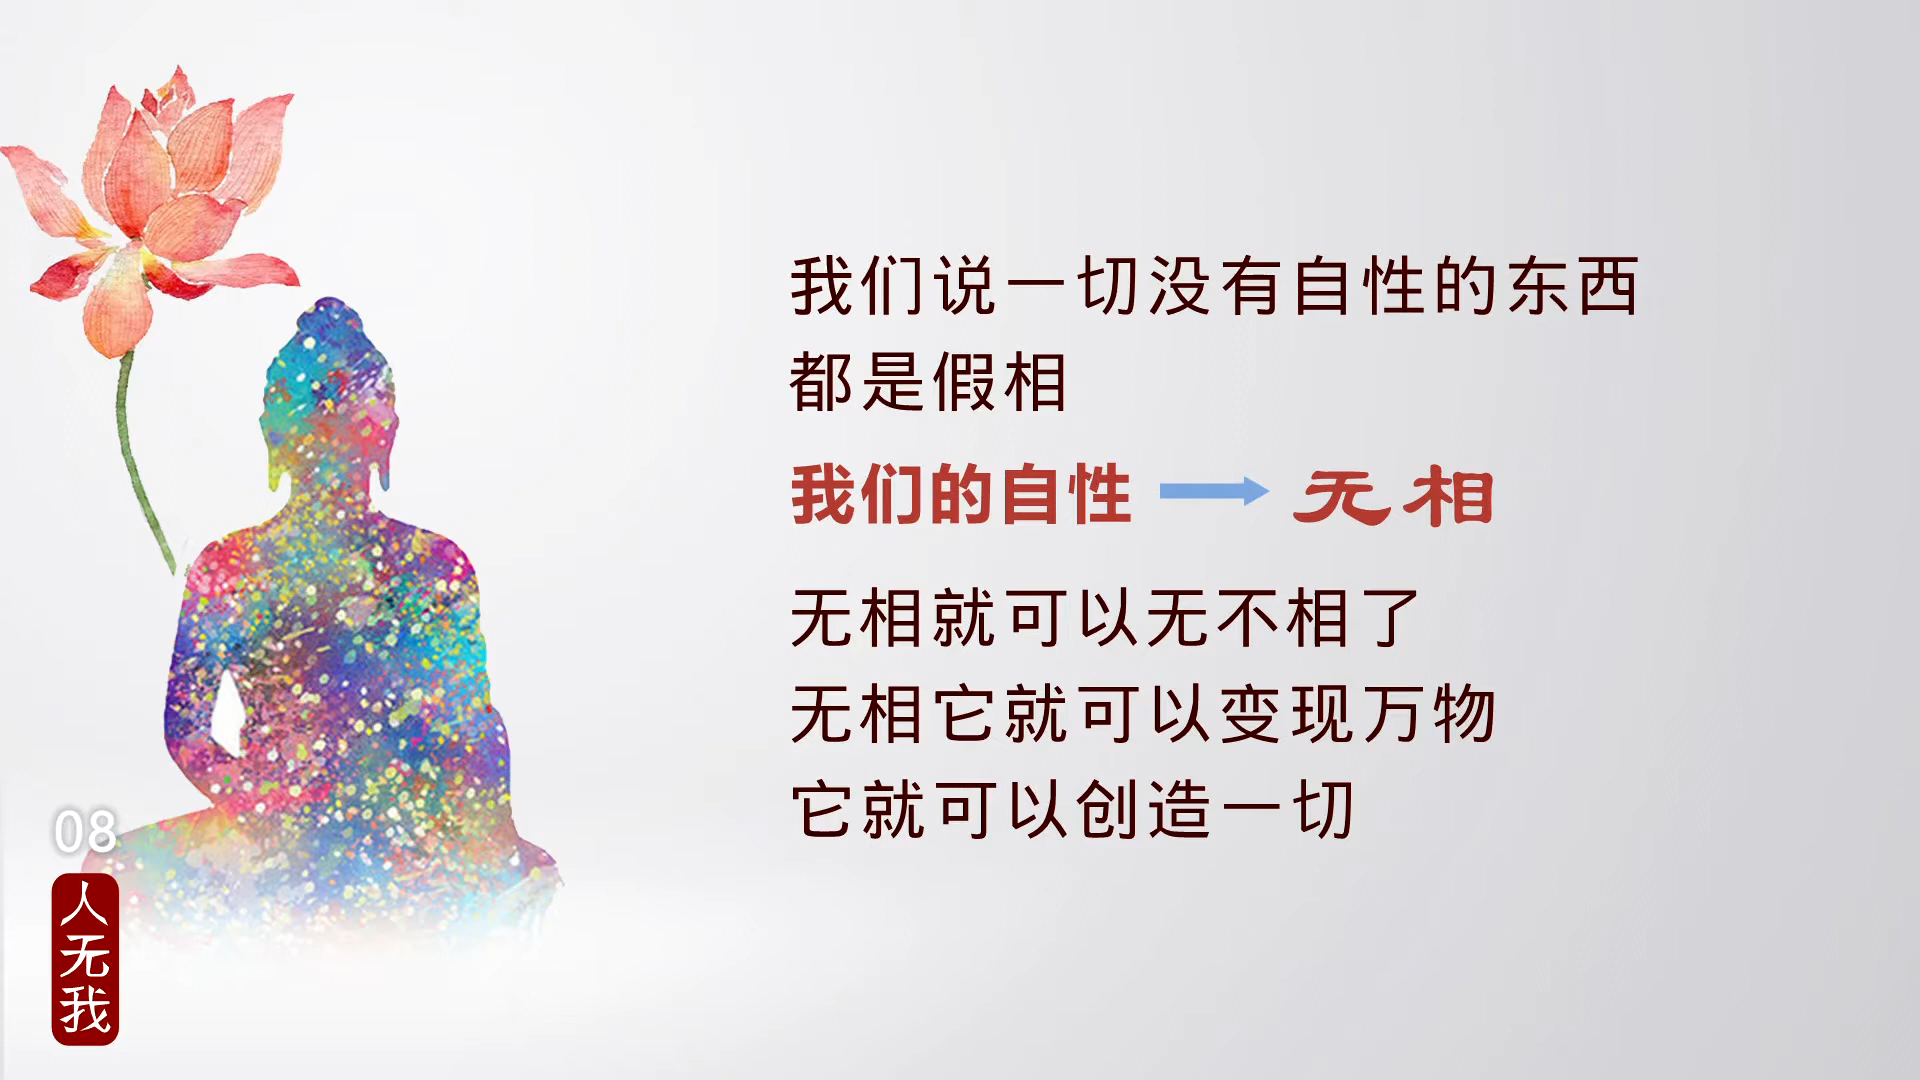 我们说一切没有自性的东西
都是假相
我们的自性 → 无相
无相就可以无不相了
无相它就可以变现万物
它就可以创造一切
08
人无我